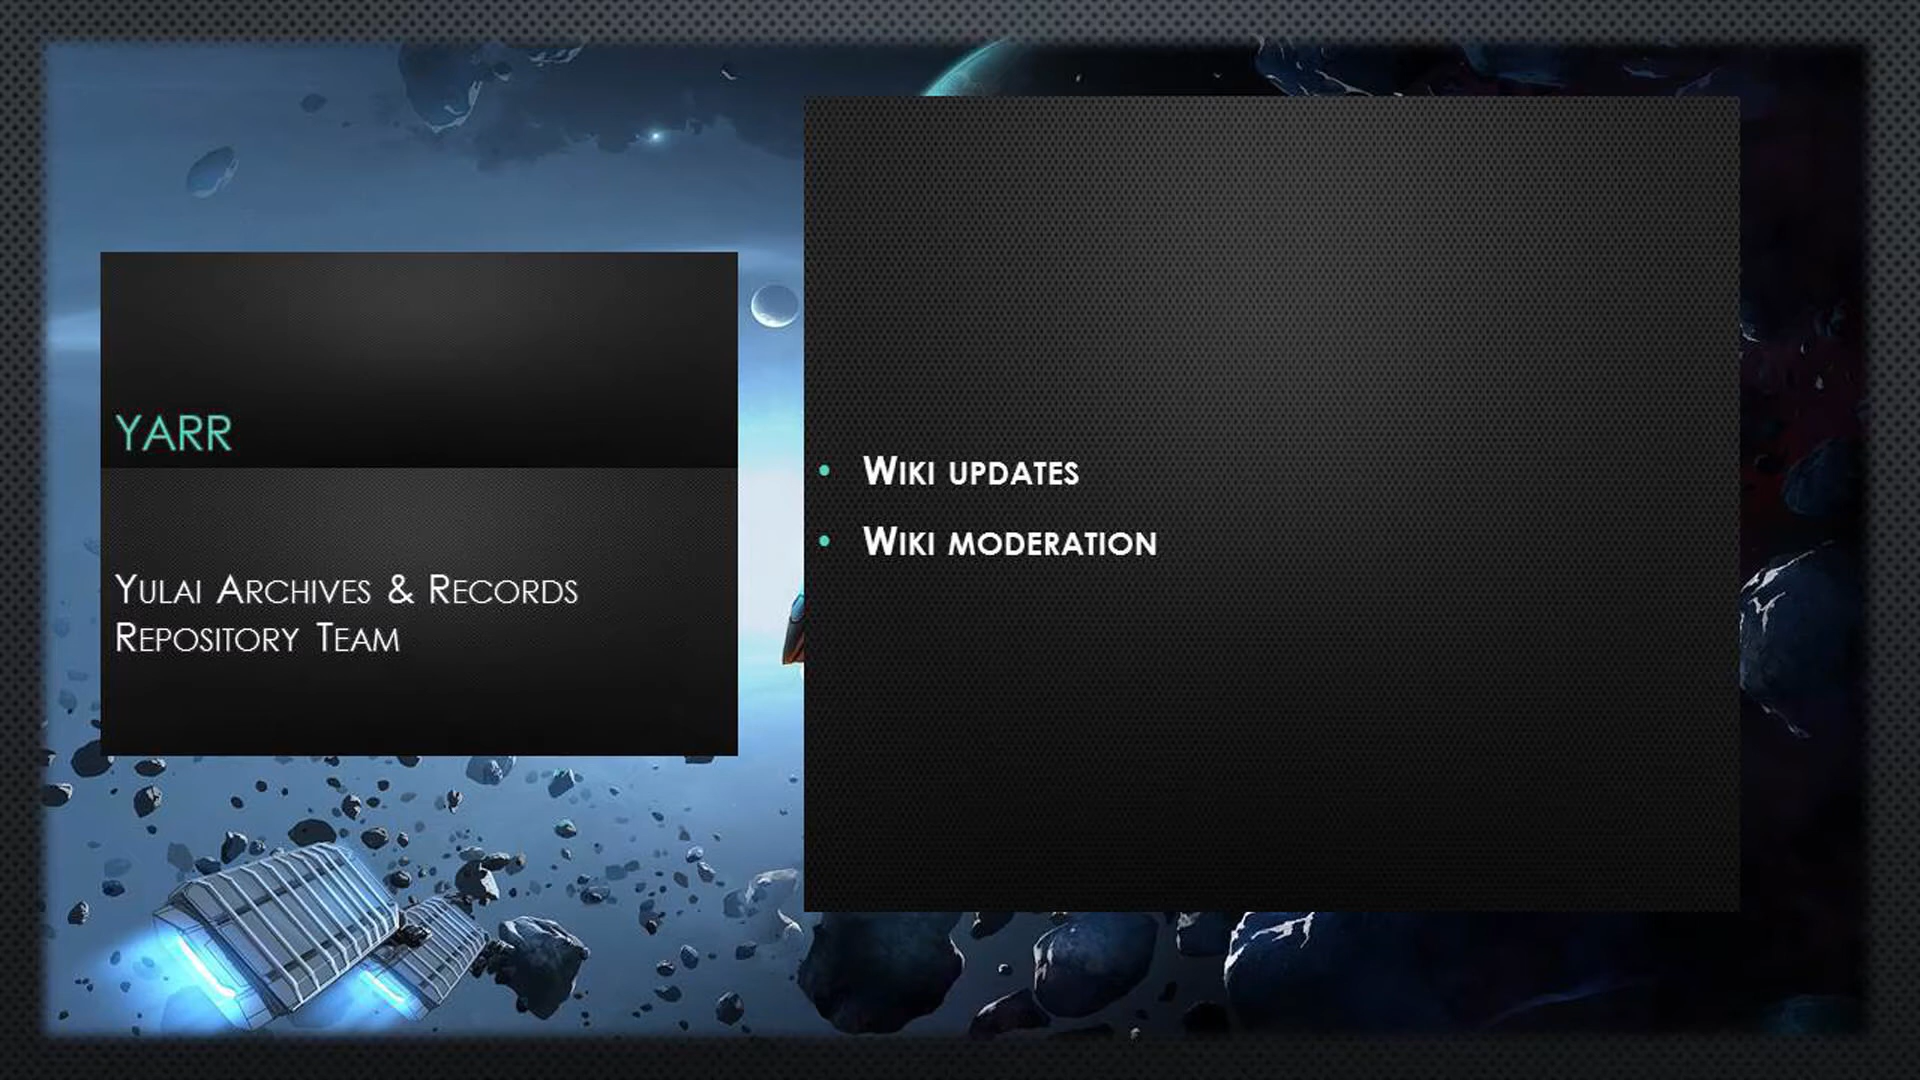 YARR
Yulai Archives & Records
Repository Team
• Wiki updates
• Wiki moderation